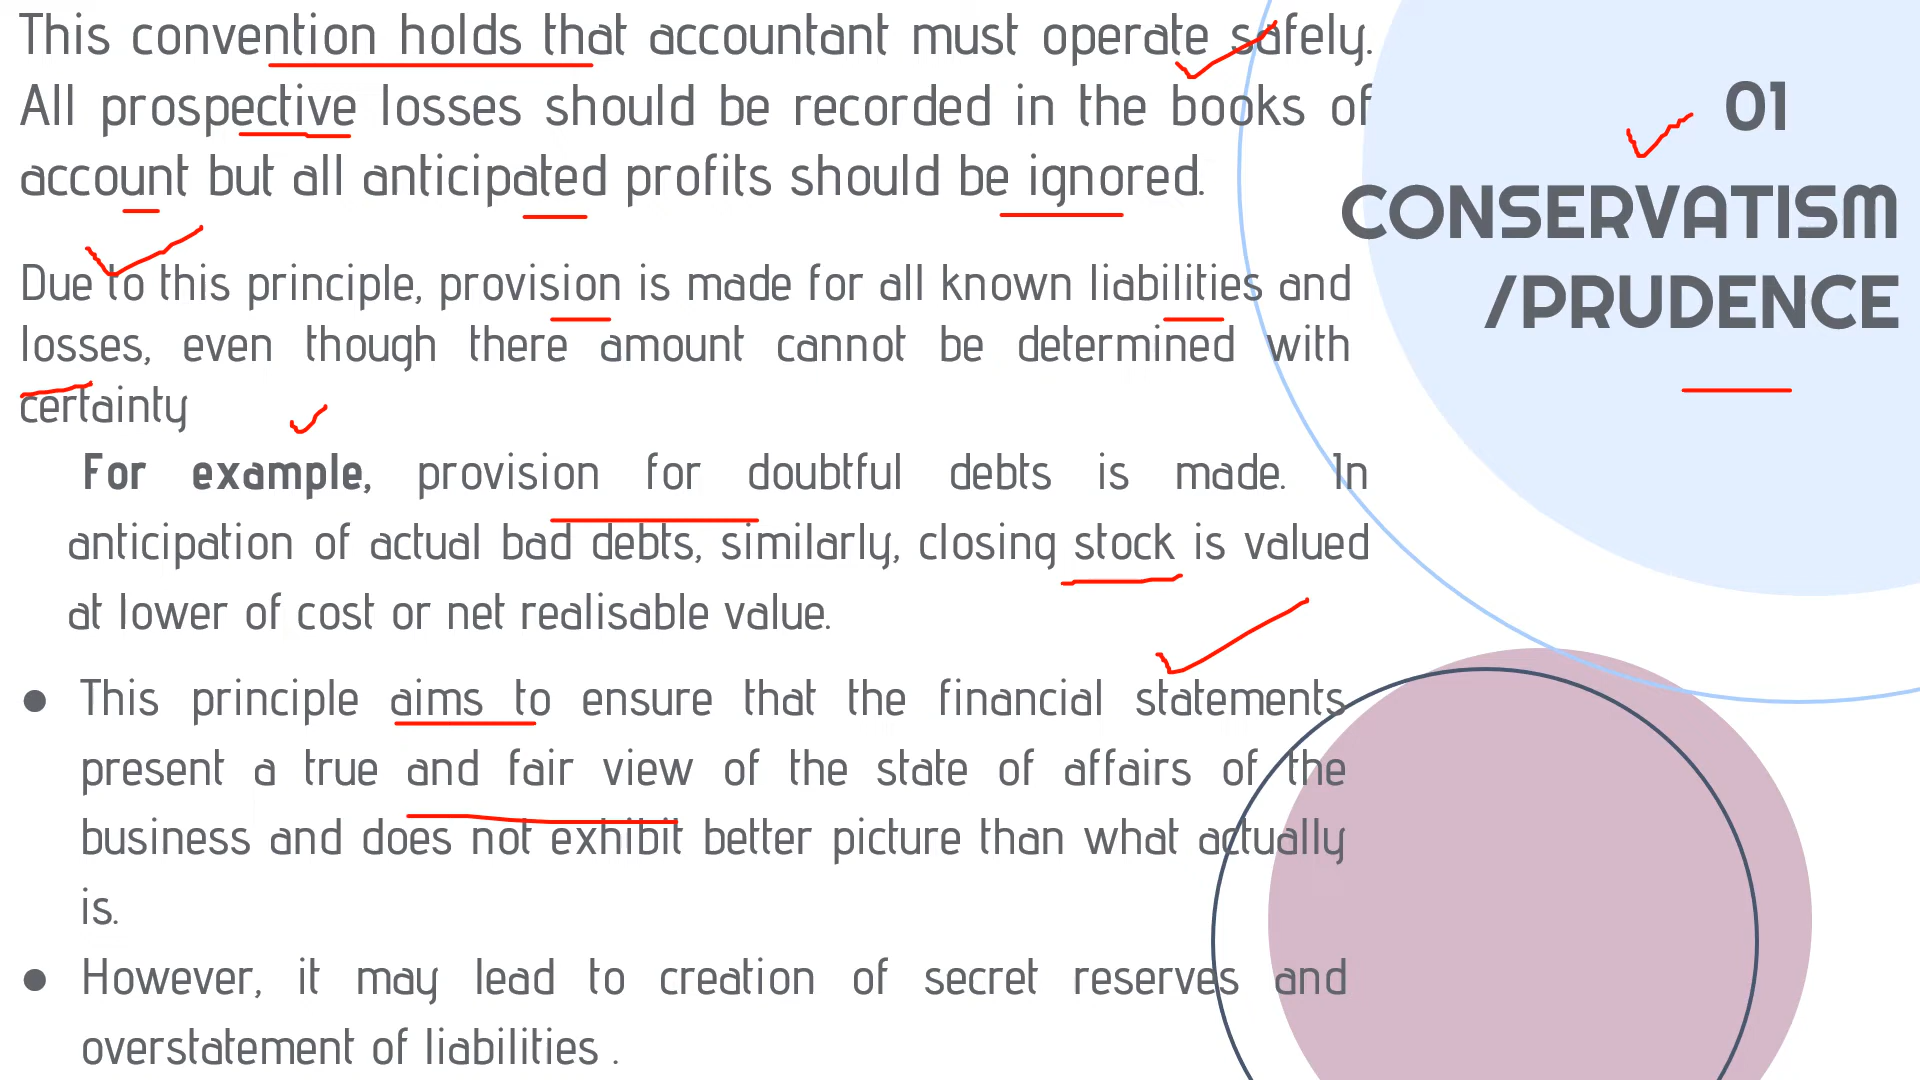 This convention holds that accountant must operate safely.
All prospective losses should be recorded in the books of
account but all anticipated profits should be ignored.
Due to this principle, provision is made for all known liabilities and
losses, even though there amount cannot be determined with
certainty
For example, provision for doubtful debts is made. In
anticipation of actual bad debts, similarly, closing stock is valued
at lower of cost or net realisable value.
● This principle aims to ensure that the financial statements
present a true and fair view of the state of affairs of the
business and does not exhibit better picture than what actually
is.
● However, it may lead to creation of secret reserves and
overstatement of liabilities .
01
CONSERVATISM
/PRUDENCE